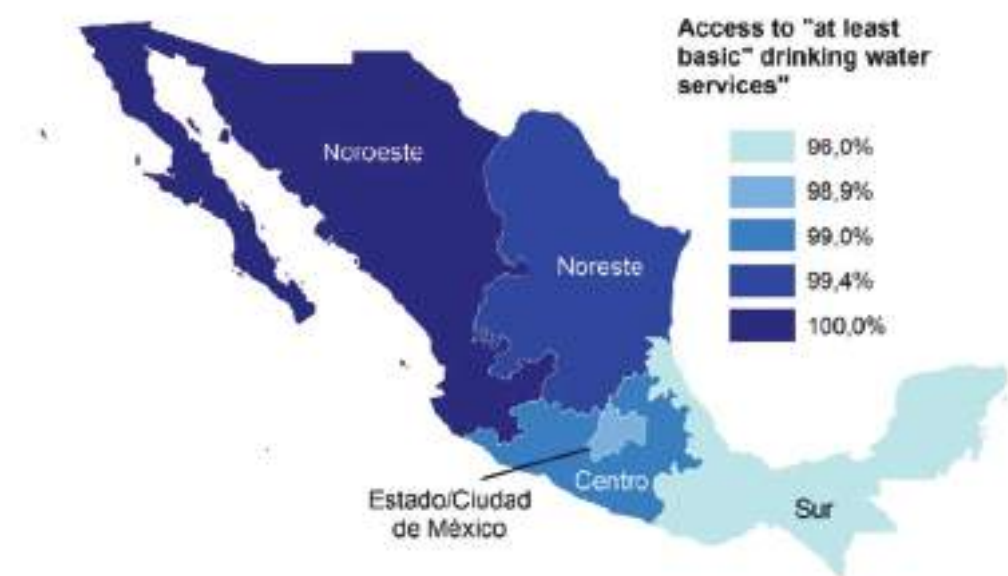 Access to "at least
basic" drinking water
services"
96,0%
98,9%
99,0%
99,4%
100,0%
Noroeste
Noreste
Estado/Ciudad
de México
Centro
Sur